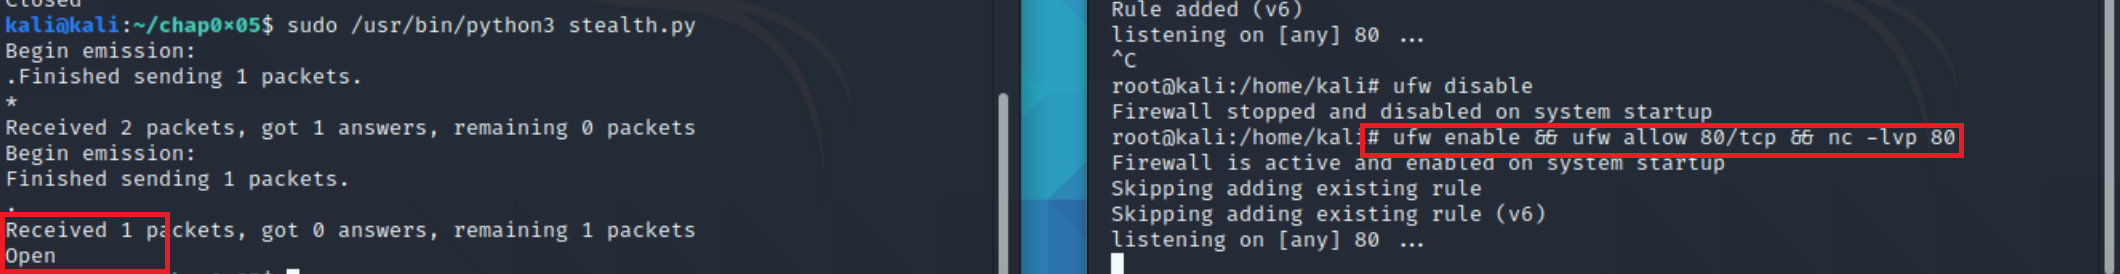 Closed
kali@kali:~/chap0×05$ sudo /usr/bin/python3 stealth.py
Begin emission:
.Finished sending 1 packets.
*
Received 2 packets, got 1 answers, remaining 0 packets
Begin emission:
Finished sending 1 packets.
.
Received 1 packets, got 0 answers, remaining 1 packets
Open
Rule added (v6)
listening on [any] 80 ...
^C
root@kali:/home/kali# ufw disable
Firewall stopped and disabled on system startup
root@kali:/home/kali# ufw enable && ufw allow 80/tcp && nc -lvp 80
Firewall is active and enabled on system startup
Skipping adding existing rule
Skipping adding existing rule (v6)
listening on [any] 80 ...